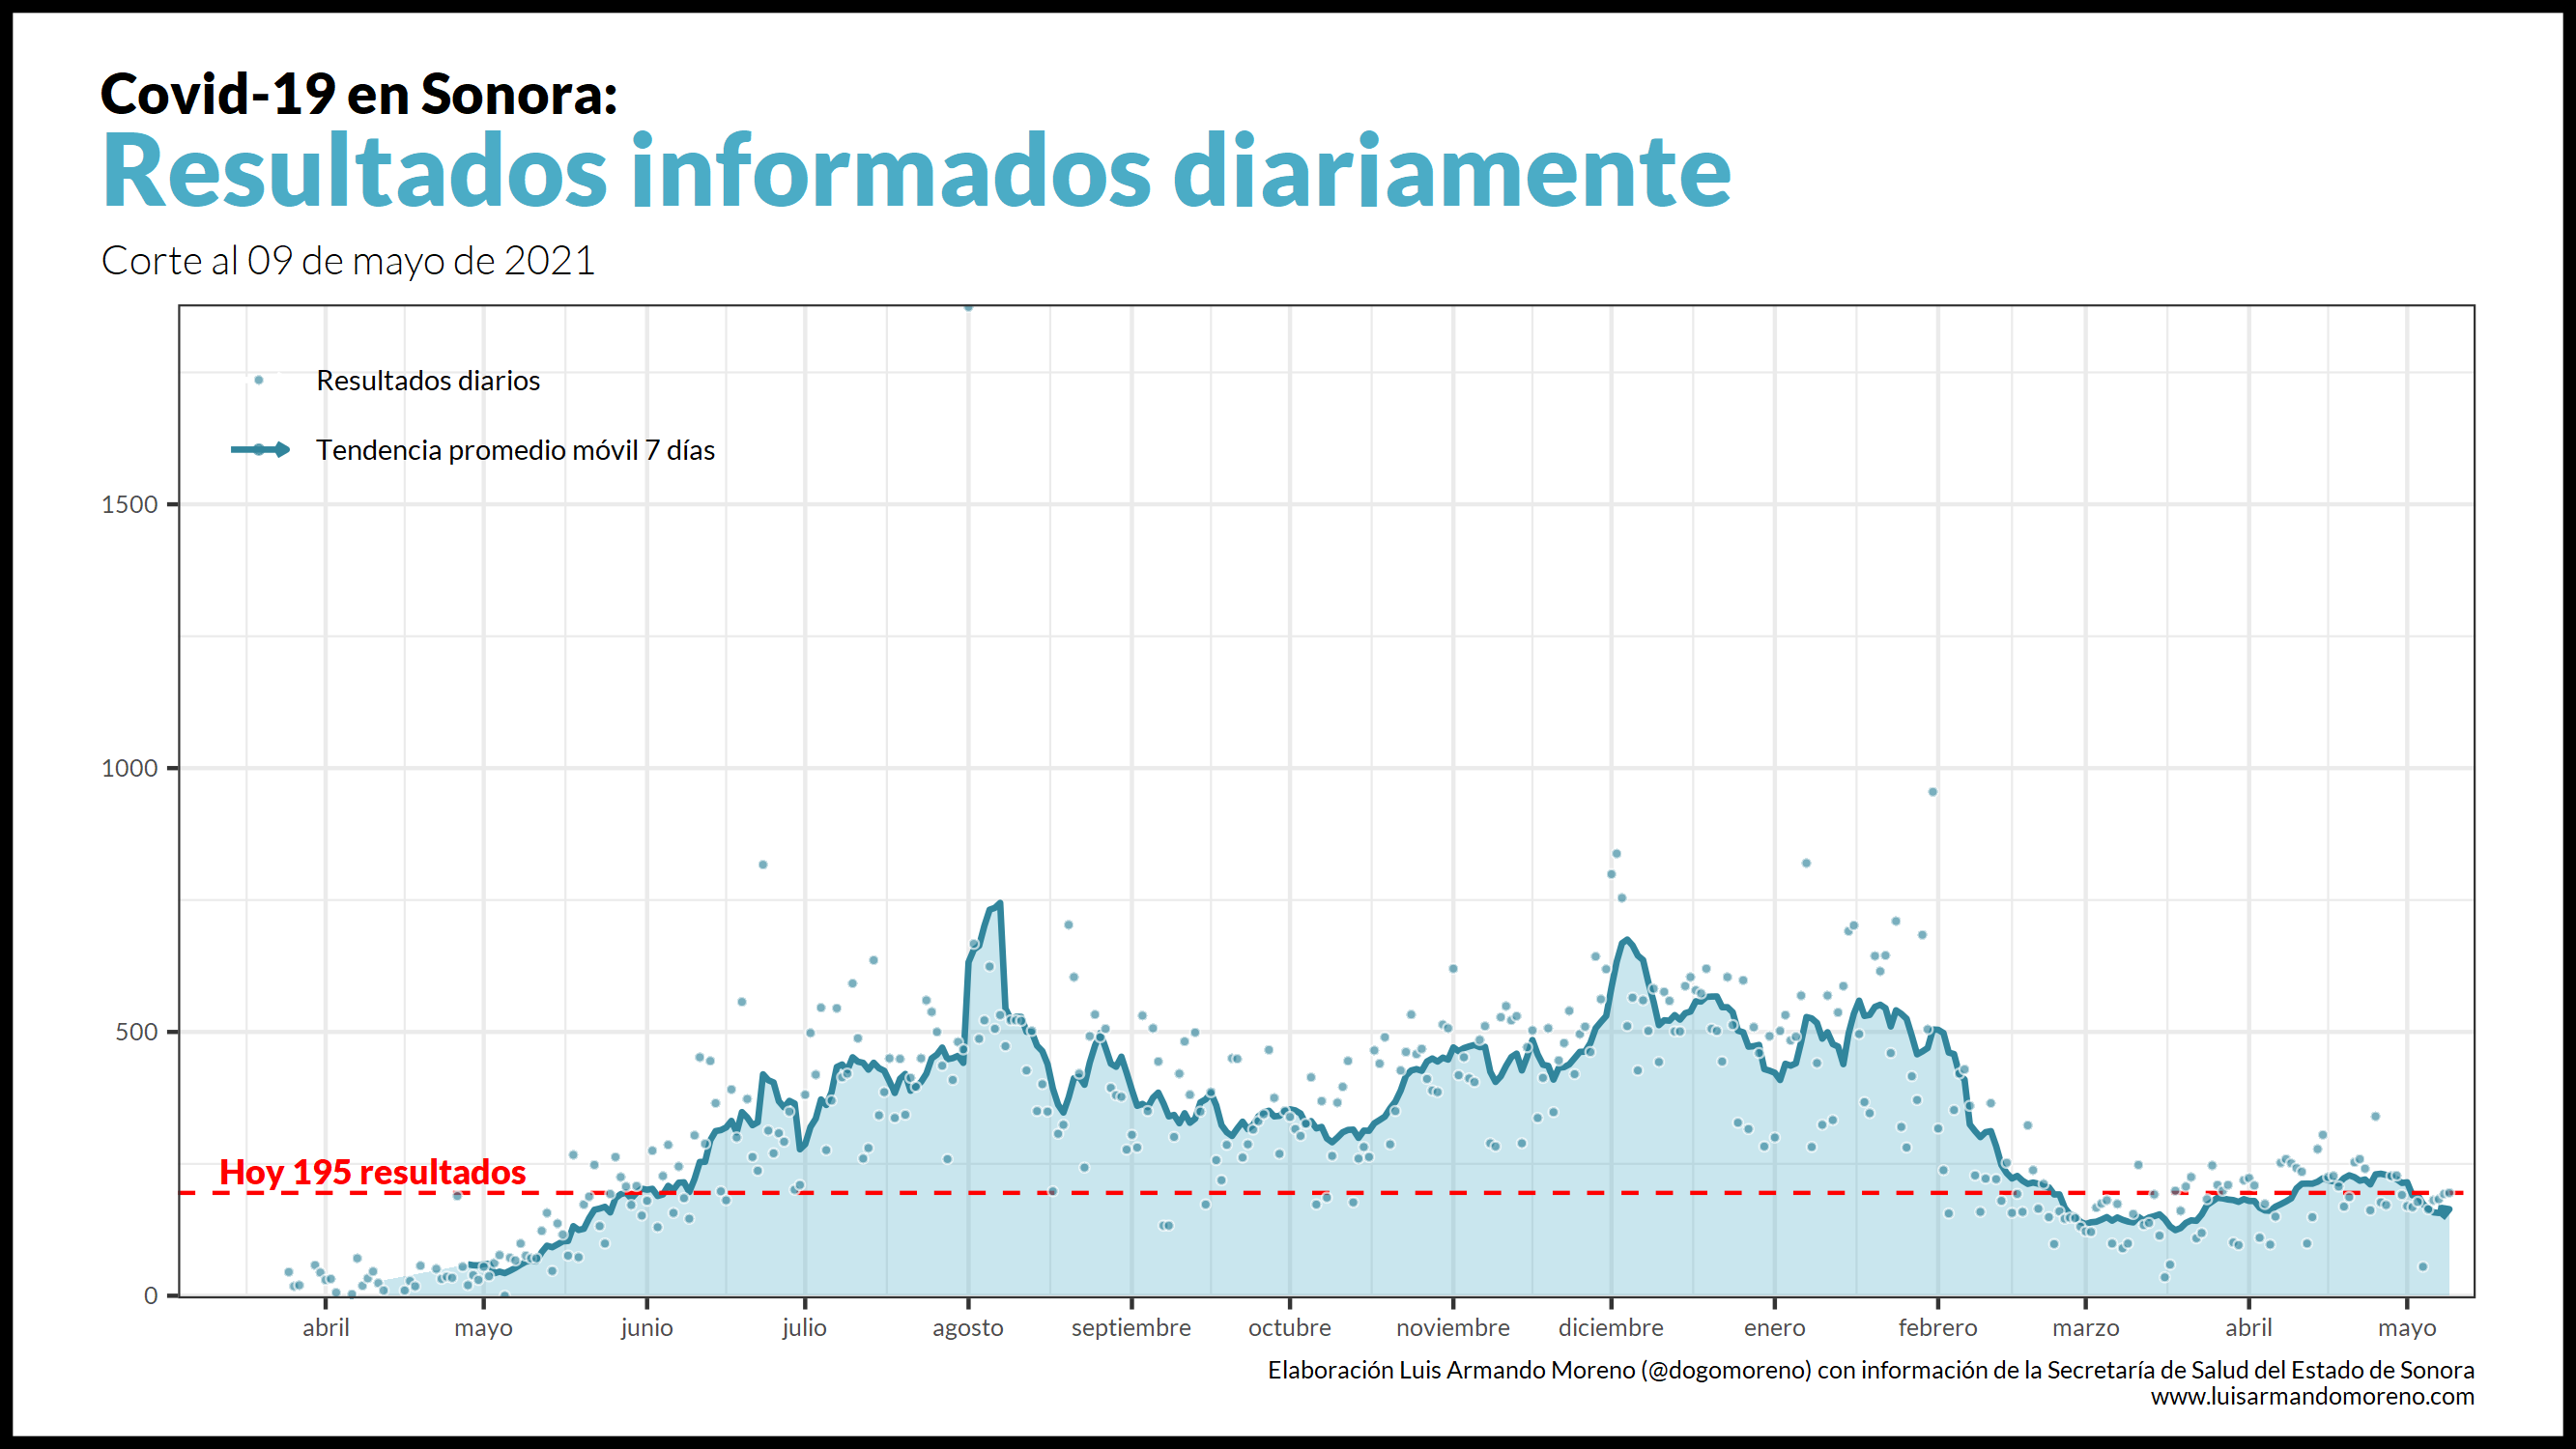 Covid-19 en Sonora:
Resultados informados diariamente
Corte al 09 de mayo de 2021
Resultados diarios
Tendencia promedio móvil 7 días
1500
1000
500
0
Hoy 195 resultados
abril mayo junio julio agosto septiembre octubre noviembre diciembre enero febrero marzo abril mayo
Elaboración Luis Armando Moreno (@dogomoreno) con información de la Secretaría de Salud del Estado de Sonora
www.luisarmandomoreno.com